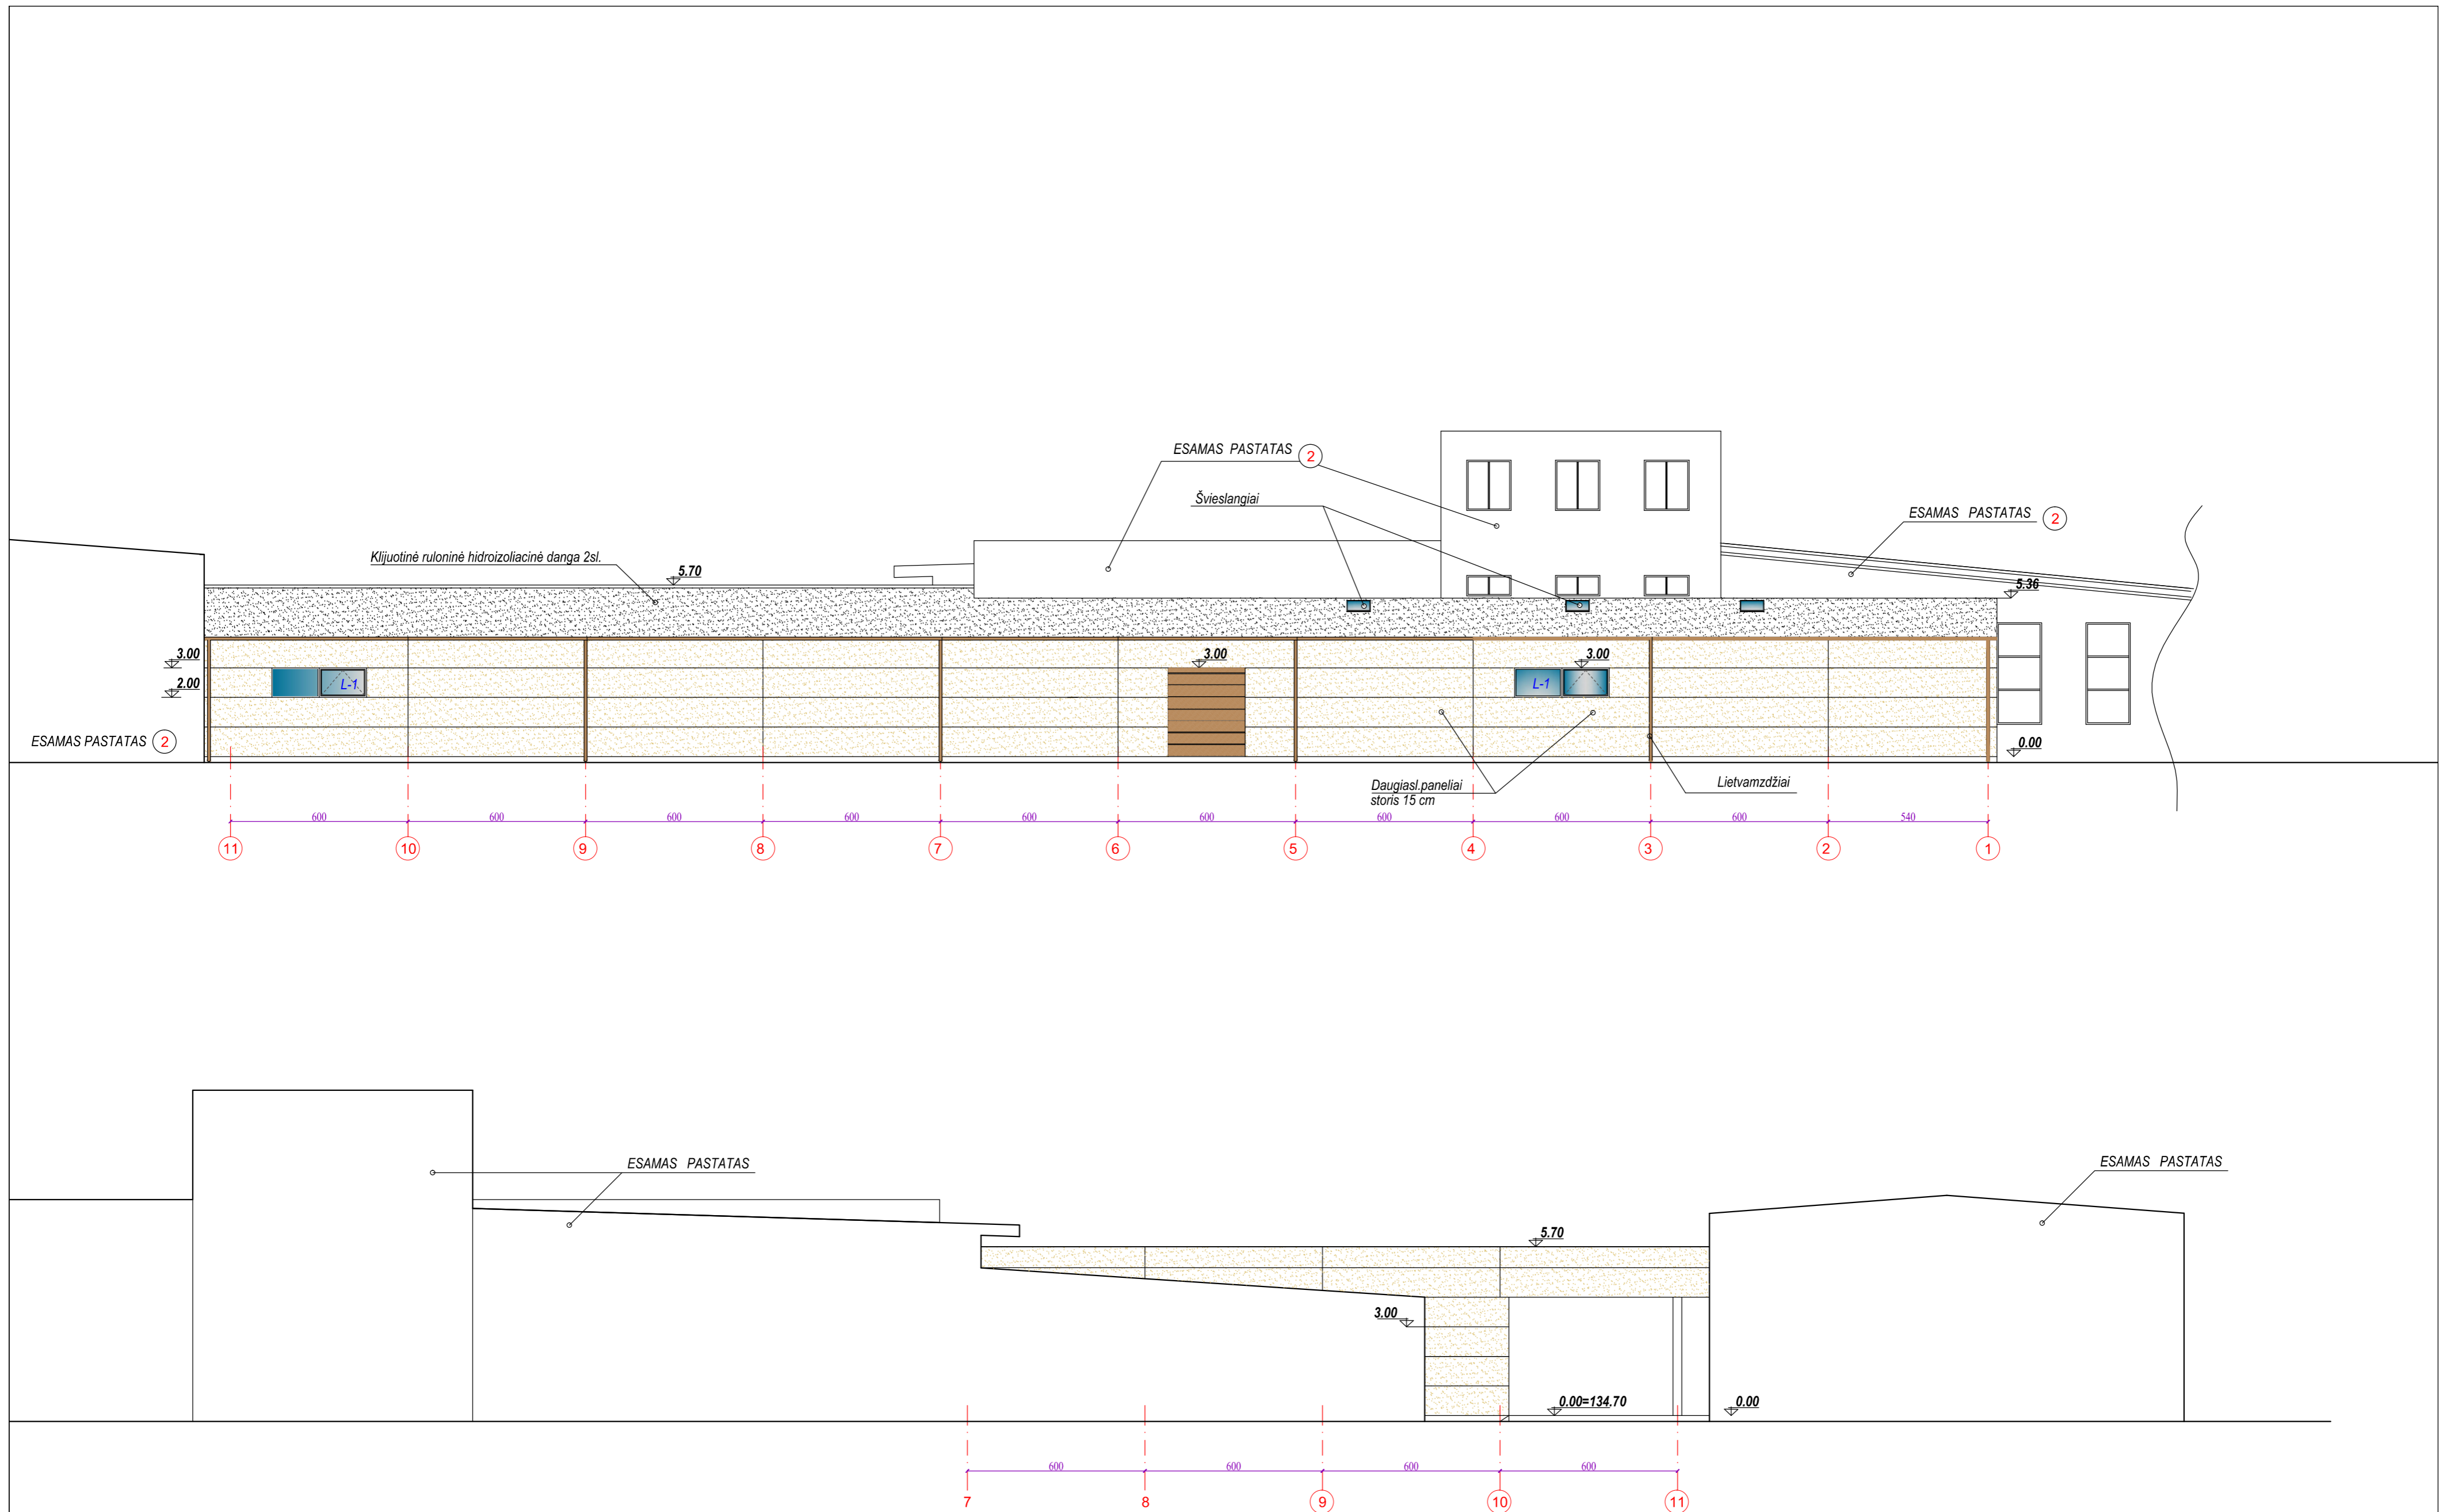 ESAMAS PASTATAS 2
Švieslangiai
ESAMAS PASTATAS 2
Klijuotinė ruloninė hidroizoliacinė danga 2sl.
5.70
5.36
3.00
3.00
3.00
2.00
L-1
L-1
ESAMAS PASTATAS 2
0.00
Daugiasl.paneliai
storis 15 cm
Lietvamzdžiai
600 600 600 600 600 600 600 600 600 540
11 10 9 8 7 6 5 4 3 2 1
ESAMAS PASTATAS
ESAMAS PASTATAS
5.70
3.00
0.00=134.70
0.00
600 600 600 600
7 8 9 10 11